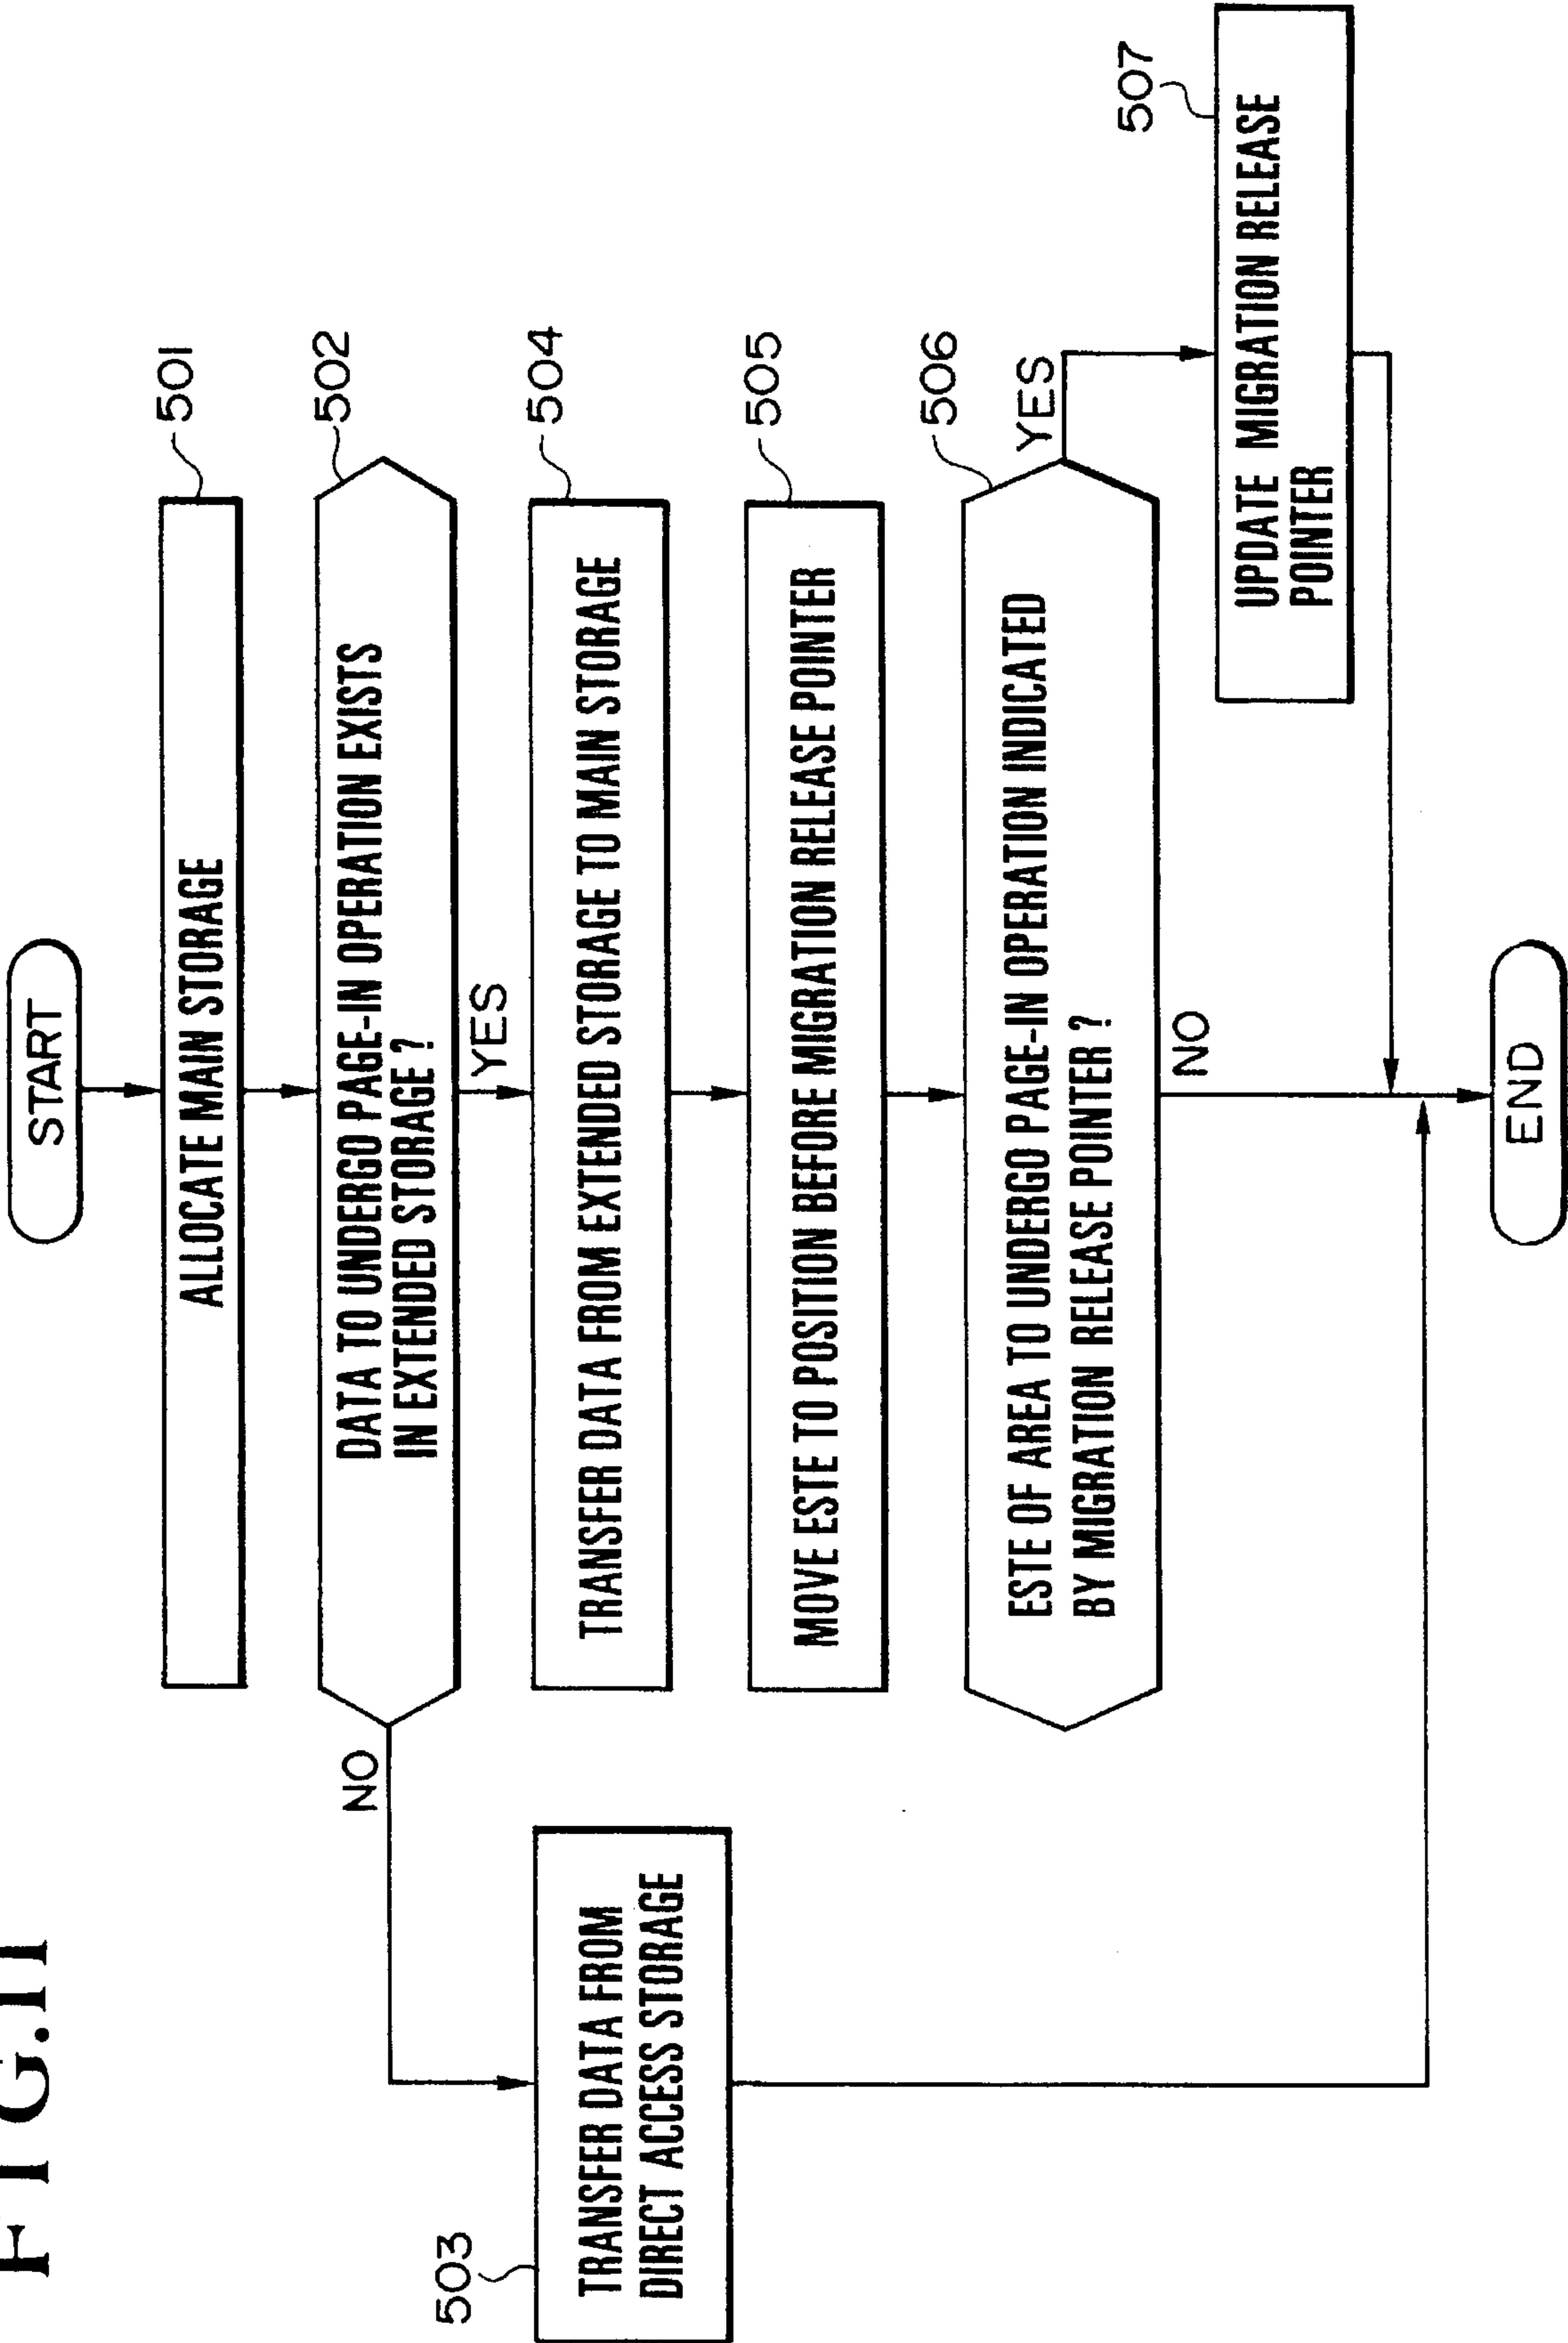 FIG.11
START
ALLOCATE MAIN STORAGE
501
DATA TO UNDERGO PAGE-IN OPERATION EXISTS
IN EXTENDED STORAGE ?
502
NO
YES
503
TRANSFER DATA FROM
DIRECT ACCESS STORAGE
TRANSFER DATA FROM EXTENDED STORAGE TO MAIN STORAGE
504
MOVE ESTE TO POSITION BEFORE MIGRATION RELEASE POINTER
505
ESTE OF AREA TO UNDERGO PAGE-IN OPERATION INDICATED
BY MIGRATION RELEASE POINTER ?
506
YES
NO
507
UPDATE MIGRATION RELEASE
POINTER
END